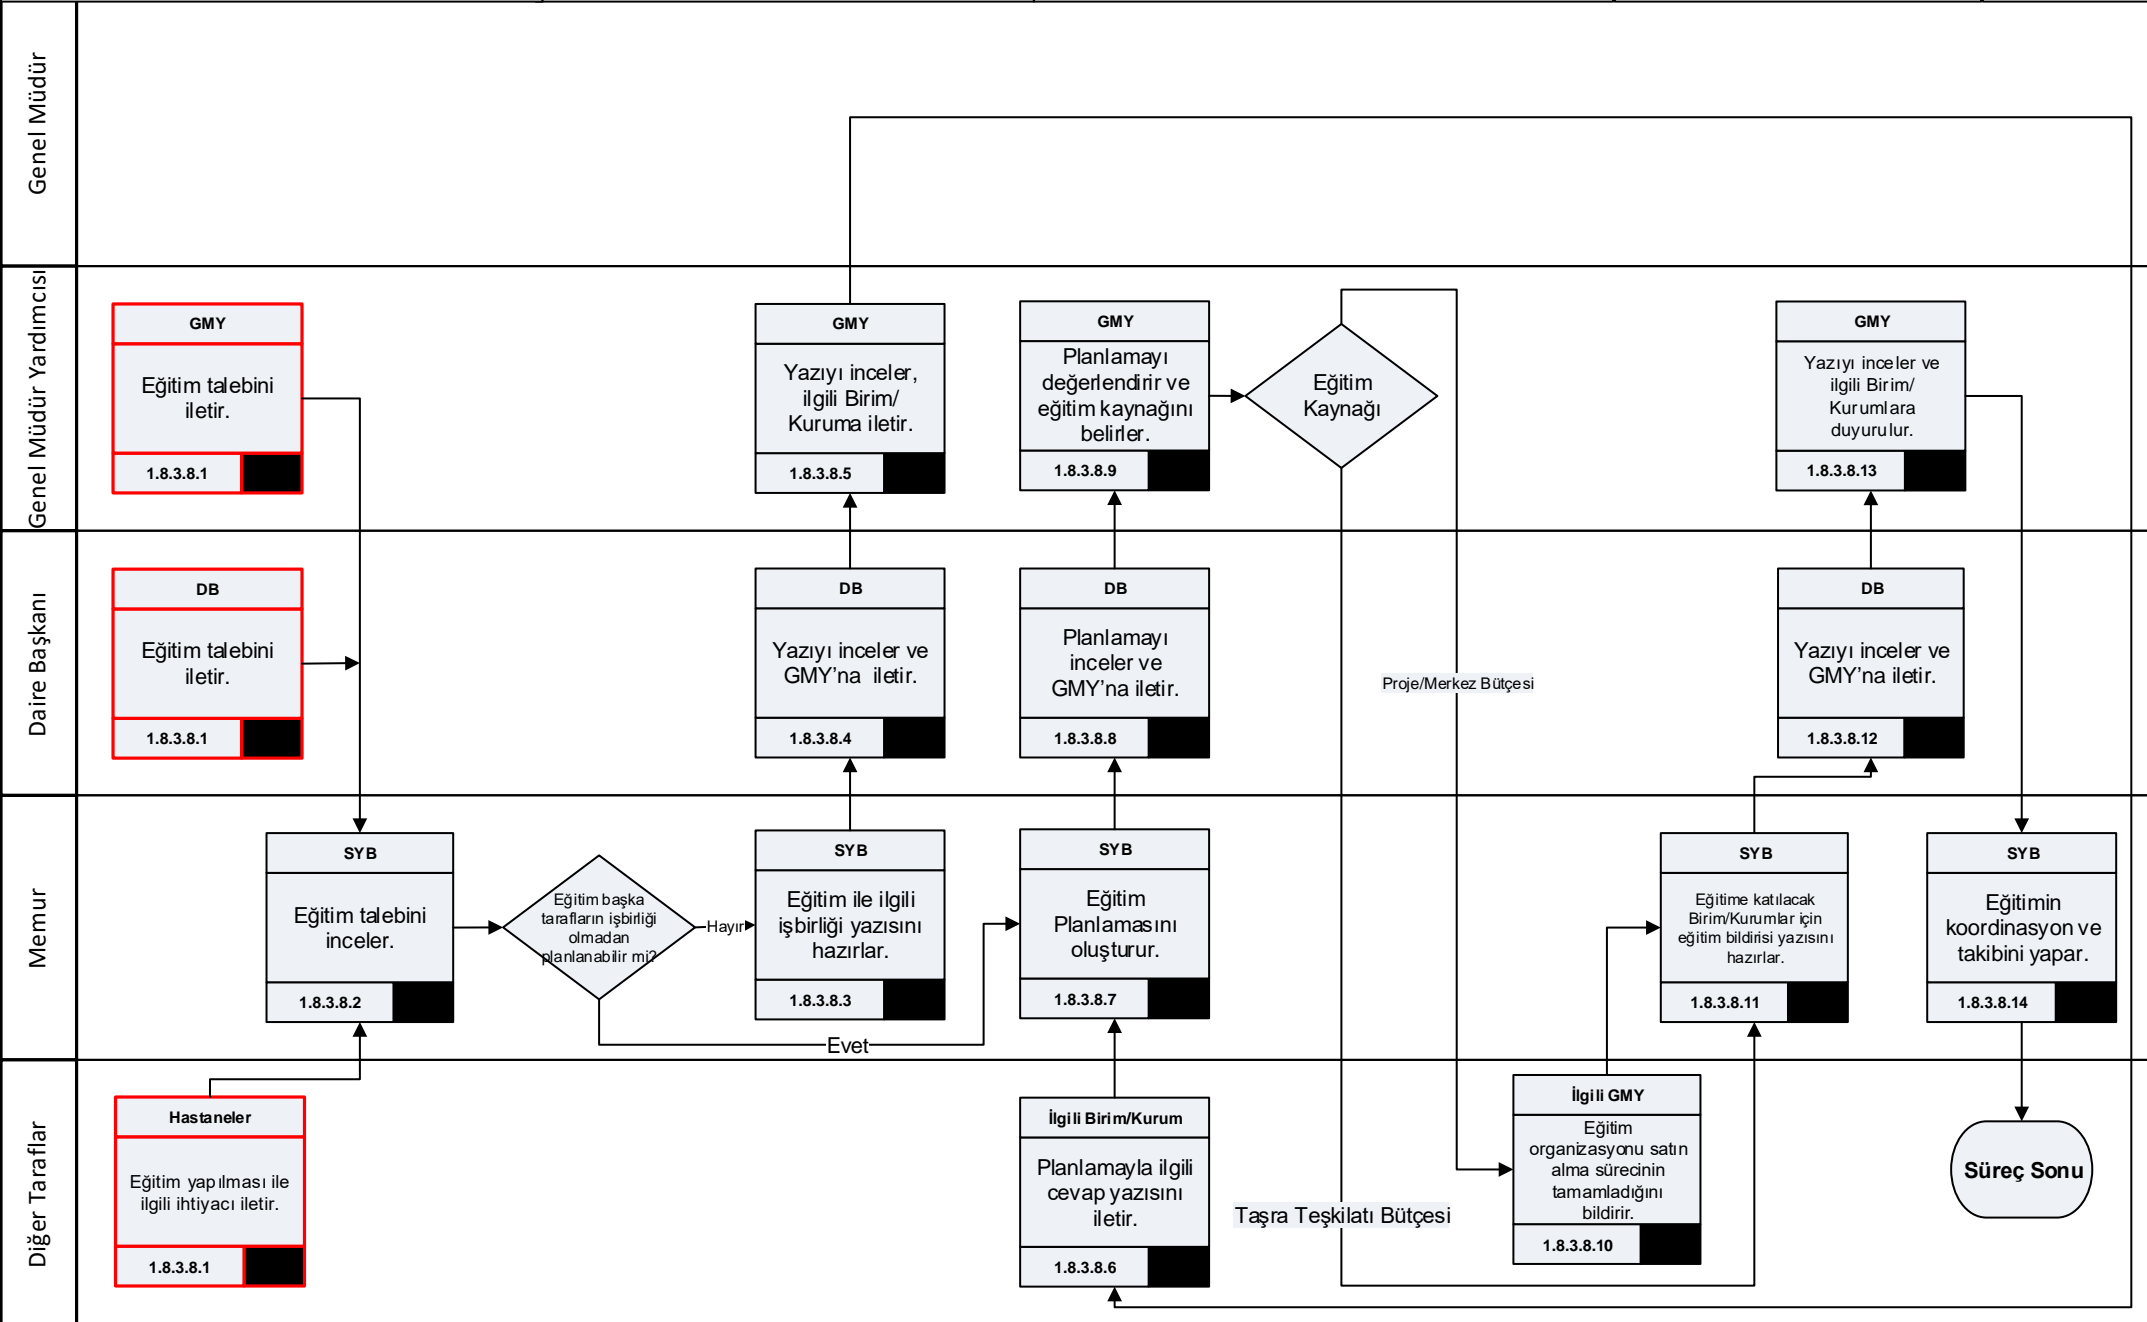 Genel Müdür
Genel Müdür Yardımcısı
GMY
Eğitim talebini
iletir.
1.8.3.8.1
GMY
Yazıyı inceler,
ilgili Birim/
Kuruma iletir.
1.8.3.8.5
GMY
Planlamayı
değerlendirir ve
eğitim kaynağını
belirler.
1.8.3.8.9
Eğitim
Kaynağı
GMY
Yazıyı inceler ve
ilgili Birim/
Kurumlara
duyurulur.
1.8.3.8.13
Daire Başkanı
DB
Eğitim talebini
iletir.
1.8.3.8.1
DB
Yazıyı inceler ve
GMY’na iletir.
1.8.3.8.4
DB
Planlamayı
inceler ve
GMY’na iletir.
1.8.3.8.8
Proje/Merkez Bütçesi
DB
Yazıyı inceler ve
GMY’na iletir.
1.8.3.8.12
Memur
SYB
Eğitim talebini
inceler.
1.8.3.8.2
Eğitim başka
tarafların işbirliği
olmadan
planlanabilir mi?
Hayır
Evet
SYB
Eğitim ile ilgili
işbirliği yazısını
hazırlar.
1.8.3.8.3
SYB
Eğitim
Planlamasını
oluşturur.
1.8.3.8.7
SYB
Eğitime katılacak
Birim/Kurumlar için
eğitim bildirisi yazısını
hazırlar.
1.8.3.8.11
SYB
Eğitimin
koordinasyon ve
takibini yapar.
1.8.3.8.14
Diğer Taraflar
Hastaneler
Eğitim yapılması ile
ilgili ihtiyacı iletir.
1.8.3.8.1
İlgili Birim/Kurum
Planlamayla ilgili
cevap yazısını
iletir.
1.8.3.8.6
Taşra Teşkilatı Bütçesi
İlgili GMY
Eğitim
organizasyonu satın
alma sürecinin
tamamladığını
bildirir.
1.8.3.8.10
Süreç Sonu